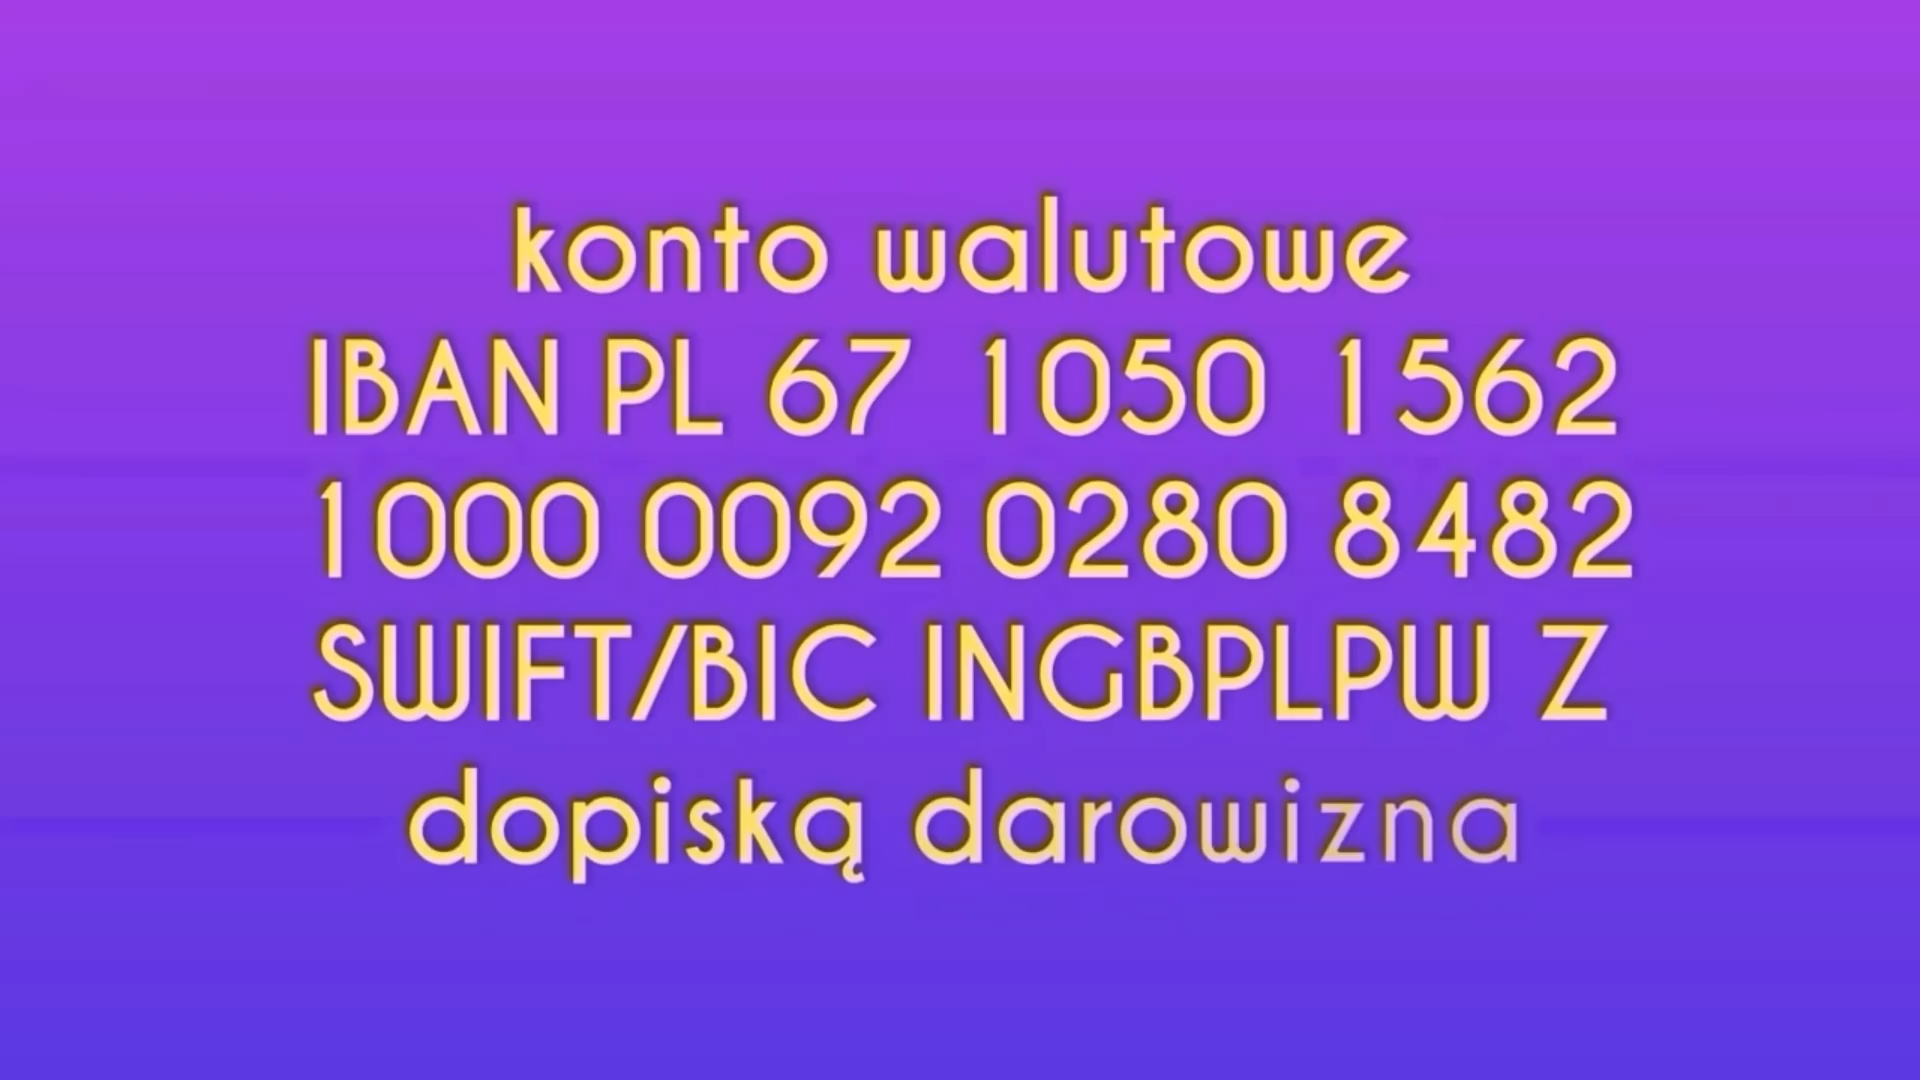 konto walutowe
IBAN PL 67 1050 1562
1000 0092 0280 8482
SWIFT/BIC INGBPLPW Z
dopiską darowizna